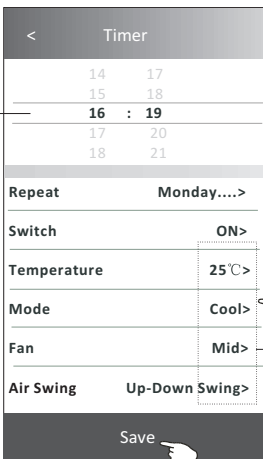 < Timer
14 17
15 18
16 : 19
17 20
18 21
Repeat Monday....>
Switch ON>
Temperature 25℃>
Mode Cool>
Fan Mid>
Air Swing Up-Down Swing>
Save